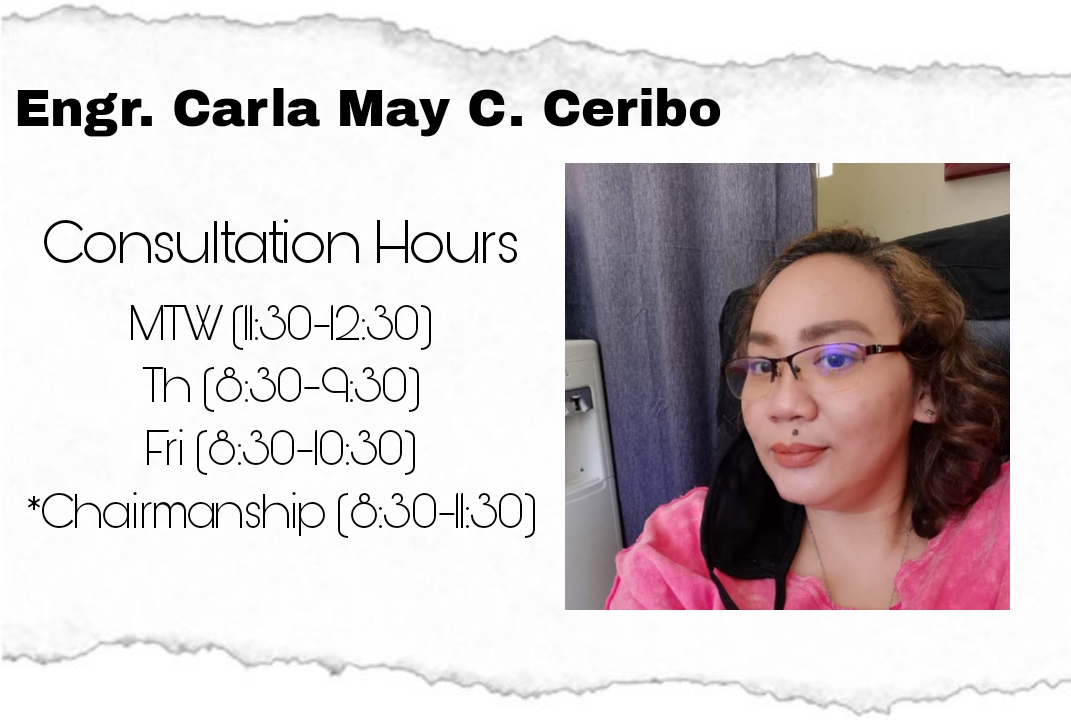 Engr. Carla May C. Ceribo
Consultation Hours
MTW (11:30-12:30)
Th (8:30-9:30)
Fri (8:30-10:30)
*Chairmanship (8:30-11:30)